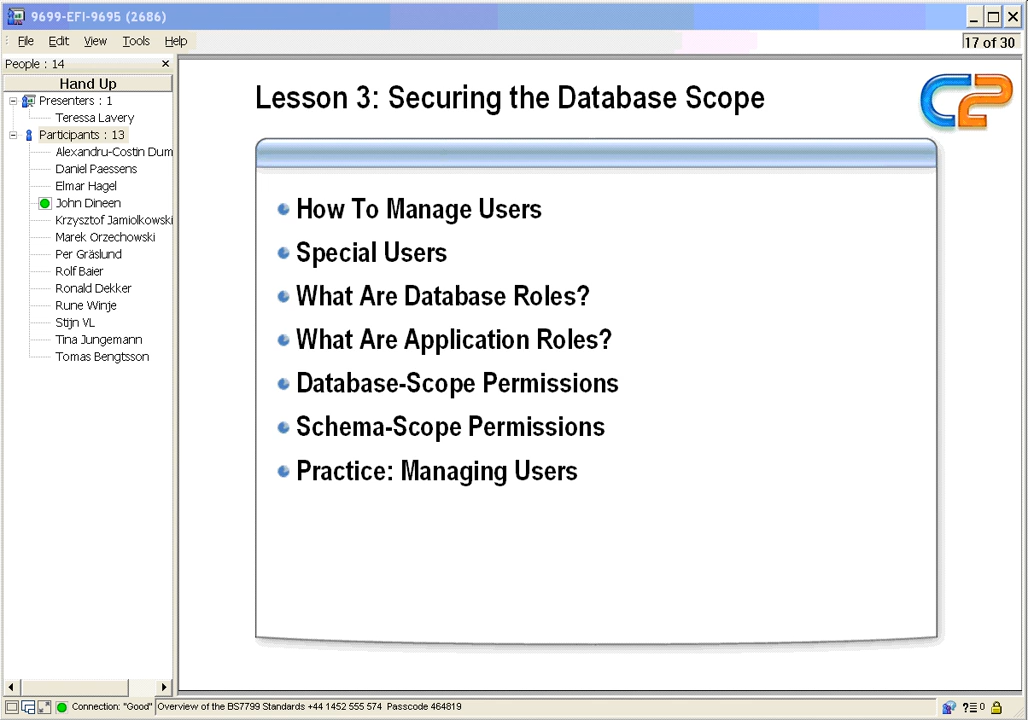 9699-EFI-9695 (2686)
File Edit View Tools Help
17 of 30
People : 14
Hand Up
Presenters : 1
Teressa Lavery
Participants : 13
Alexandru-Costin Dum
Daniel Paessens
Elmar Hagel
John Dineen
Krzysztof Jamiolkowski
Marek Orzechowski
Per Gräslund
Rolf Baier
Ronald Dekker
Rune Winje
Stijn VL
Tina Jungemann
Tomas Bengtsson
Lesson 3: Securing the Database Scope
C2
How To Manage Users
Special Users
What Are Database Roles?
What Are Application Roles?
Database-Scope Permissions
Schema-Scope Permissions
Practice: Managing Users
Connection: "Good" Overview of the BS7799 Standards +44 1452 555 574 Passcode 464819
?≡ 0